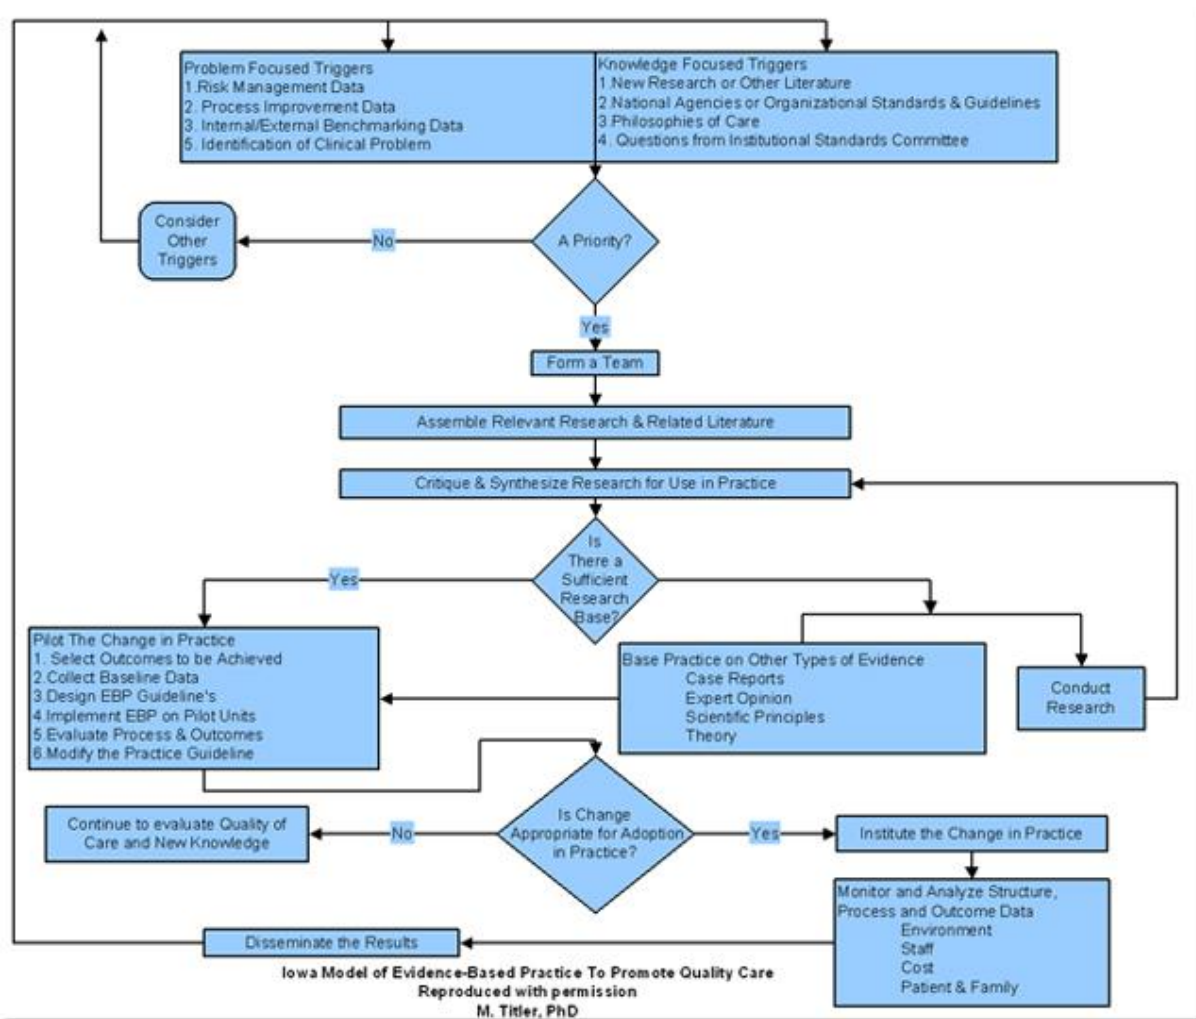 Problem Focused Triggers
1.Risk Management Data
2. Process Improvement Data
3. Internal/External Benchmarking Data
5. Identification of Clinical Problem
Knowledge Focused Triggers
1.New Research or Other Literature
2.National Agencies or Organizational Standards & Guidelines
3.Philosophies of Care
4. Questions from Institutional Standards Committee
Consider
Other
Triggers
No
A Priority?
Yes
Form a Team
Assemble Relevant Research & Related Literature
Critique & Synthesize Research for Use in Practice
Is
There a
Sufficient
Research
Base?
Yes
Pilot The Change in Practice
1. Select Outcomes to be Achieved
2.Collect Baseline Data
3.Design EBP Guideline's
4.Implement EBP on Pilot Units
5.Evaluate Process & Outcomes
6.Modify the Practice Guideline
Base Practice on Other Types of Evidence
Case Reports
Expert Opinion
Scientific Principles
Theory
Conduct
Research
Continue to evaluate Quality of
Care and New Knowledge
No
Is Change
Appropriate for Adoption
in Practice?
Yes
Institute the Change in Practice
Monitor and Analyze Structure,
Process and Outcome Data
Environment
Staff
Cost
Patient & Family
Disseminate the Results
Iowa Model of Evidence-Based Practice To Promote Quality Care
Reproduced with permission
M. Titler, PhD